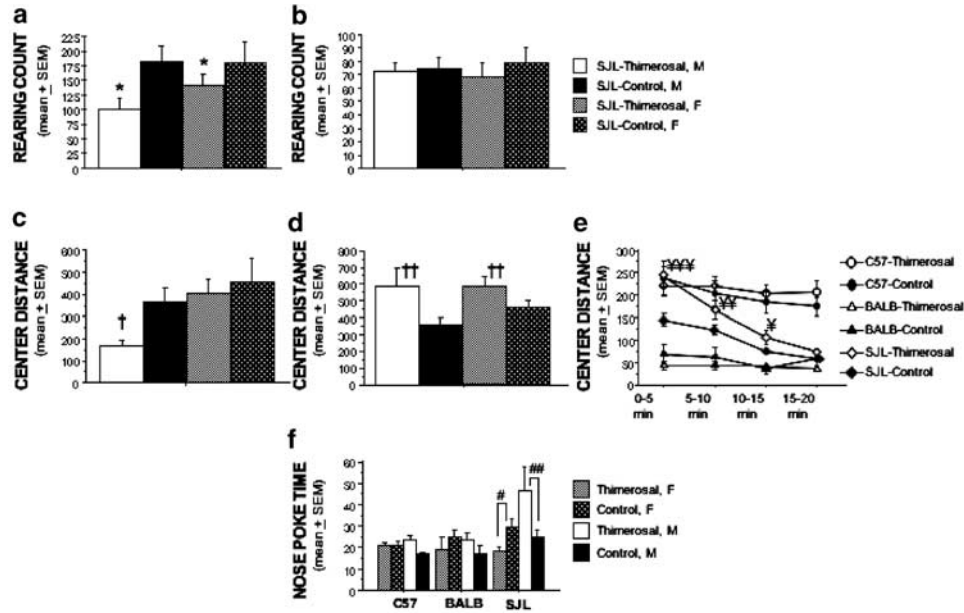 a
REARING COUNT
(mean ± SEM)
225
200
175
150
125
100
75
50
25
0
*
*
b
REARING COUNT
(mean ± SEM)
100
90
80
70
60
50
40
30
20
10
0
SJL-Thimerosal, M
SJL-Control, M
SJL-Thimerosal, F
SJL-Control, F
c
CENTER DISTANCE
(mean ± SEM)
600
500
400
300
200
100
0
†
d
CENTER DISTANCE
(mean ± SEM)
800
700
600
500
400
300
200
100
0
††
††
e
CENTER DISTANCE
(mean ± SEM)
300
250
200
150
100
50
0
¥¥¥
¥¥
¥
0-5 5-10 10-15 15-20
min min min min
C57-Thimerosal
C57-Control
BALB-Thimerosal
BALB-Control
SJL-Thimerosal
SJL-Control
f
NOSE POKE TIME
(mean ± SEM)
60
50
40
30
20
10
0
#
##
C57 BALB SJL
Thimerosal, F
Control, F
Thimerosal, M
Control, M